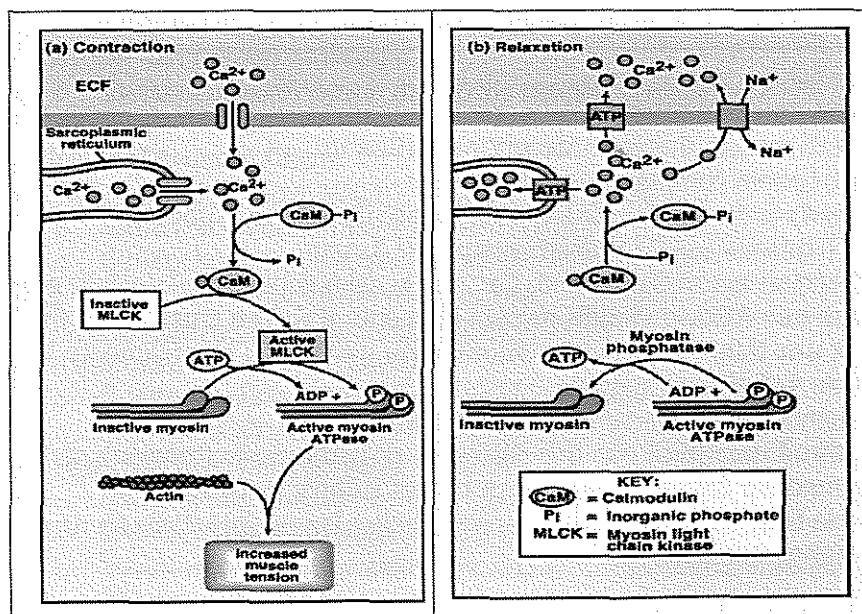 (a) Contraction
Ca2+
ECF
Sarcoplasmic
reticulum
Ca2+
Ca2+
CaM
Pi
Pi
CaM
Inactive
MLCK
Active
MLCK
ATP
ADP +
P
P
Inactive myosin
Active myosin
ATPase
Actin
Increased
muscle
tension
(b) Relaxation
Ca2+
Na+
ATP
Ca2+
Na+
ATP
CaM
Pi
Pi
CaM
Myosin
phosphatase
ATP
ADP +
P
P
Inactive myosin
Active myosin
ATPase
KEY:
CaM = Calmodulin
Pi = Inorganic phosphate
MLCK = Myosin light
chain kinase